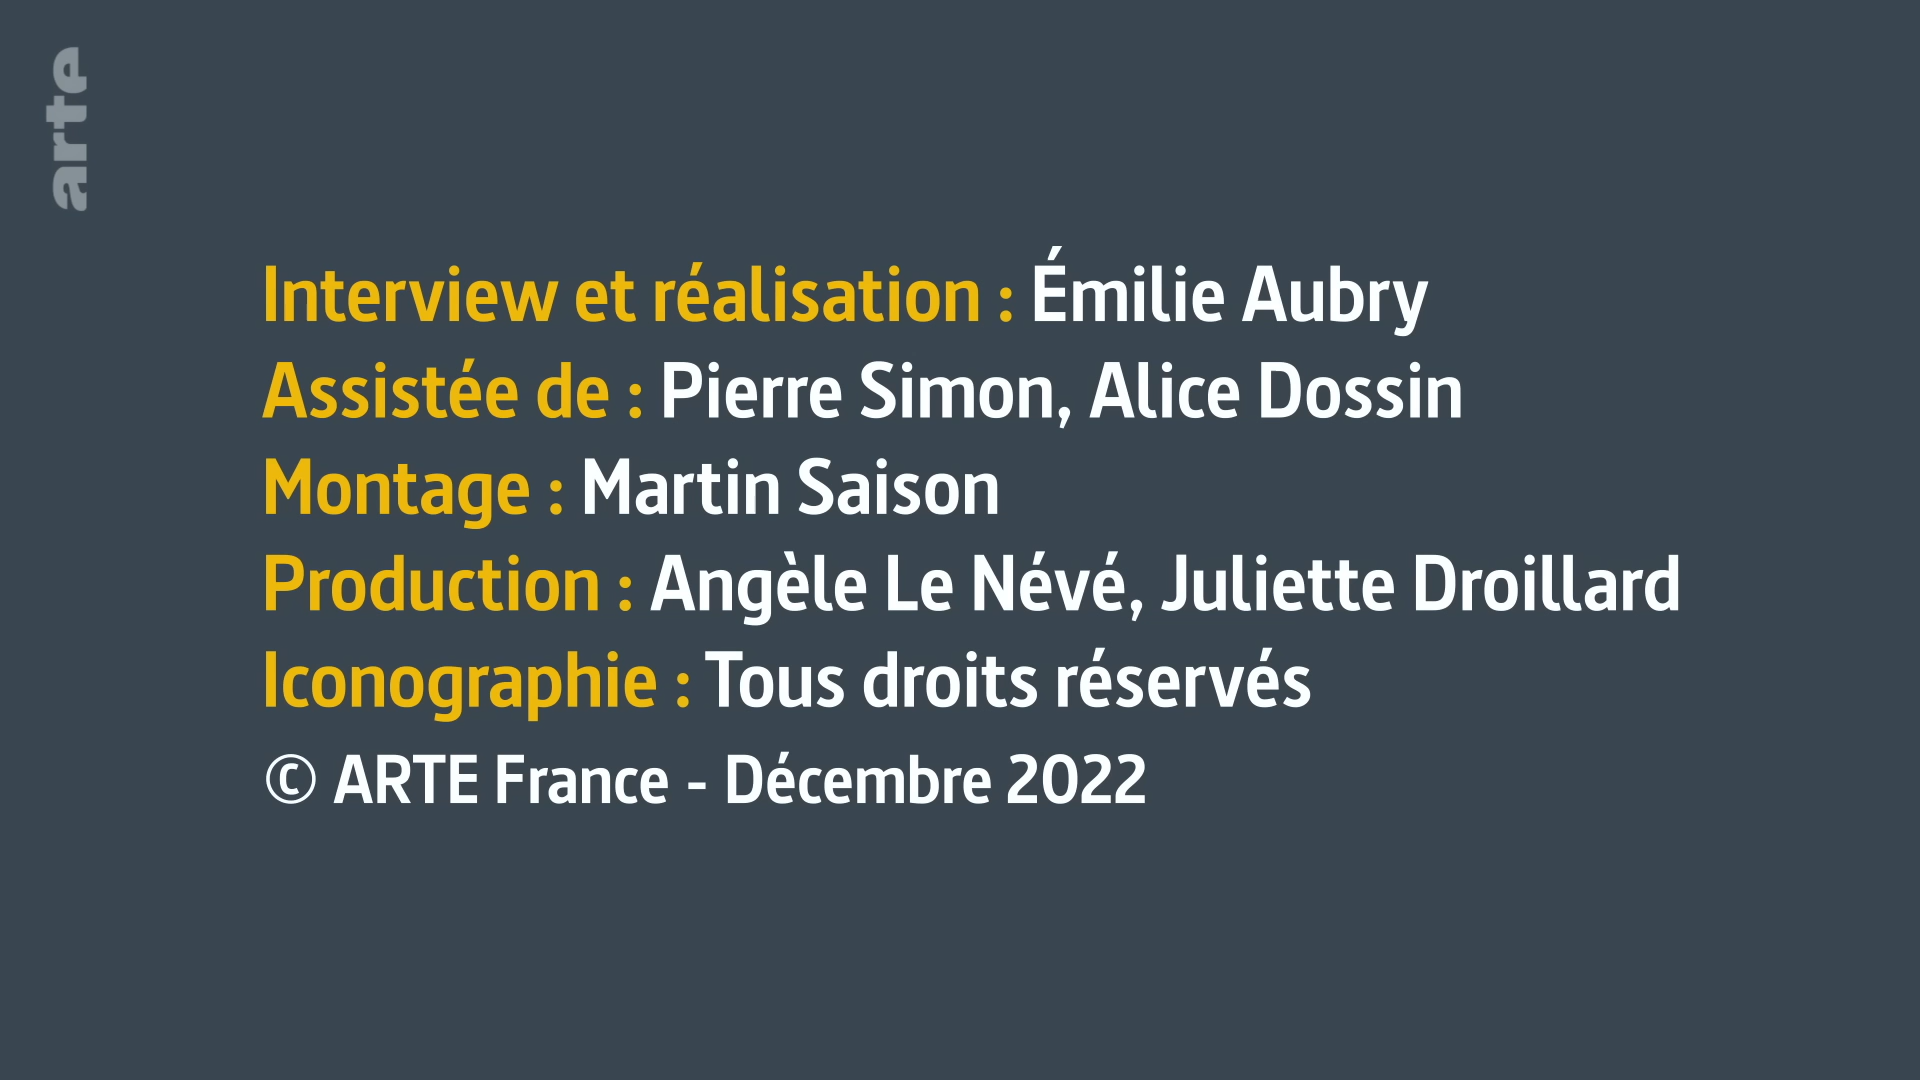 arte
Interview et réalisation : Émilie Aubry
Assistée de : Pierre Simon, Alice Dossin
Montage : Martin Saison
Production : Angèle Le Névé, Juliette Droillard
Iconographie : Tous droits réservés
© ARTE France - Décembre 2022